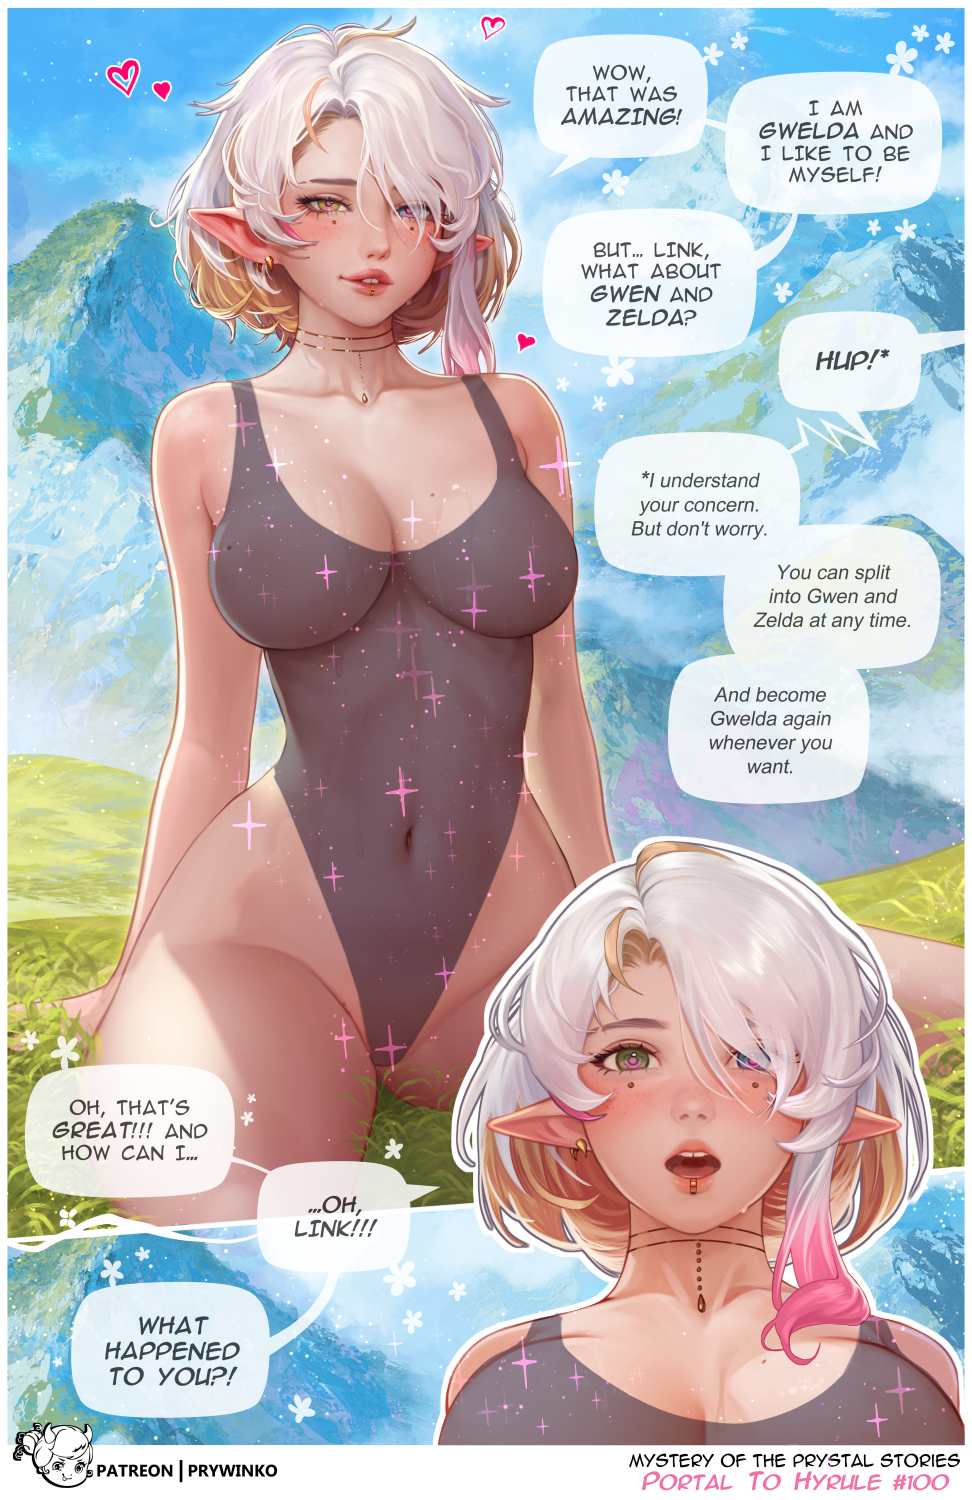 WOW,
THAT WAS
AMAZING!
I AM
GWELDA AND
I LIKE TO BE
MYSELF!
BUT... LINK,
WHAT ABOUT
GWEN AND
ZELDA?
HUP!*
*I understand
your concern.
But don't worry.
You can split
into Gwen and
Zelda at any time.
And become
Gwelda again
whenever you
want.
OH, THAT'S
GREAT!!! AND
HOW CAN I...
...OH,
LINK!!!
WHAT
HAPPENED
TO YOU?!
PATREON | PRYWINKO
MYSTERY OF THE PRYSTAL STORIES
PORTAL TO HYRULE #100